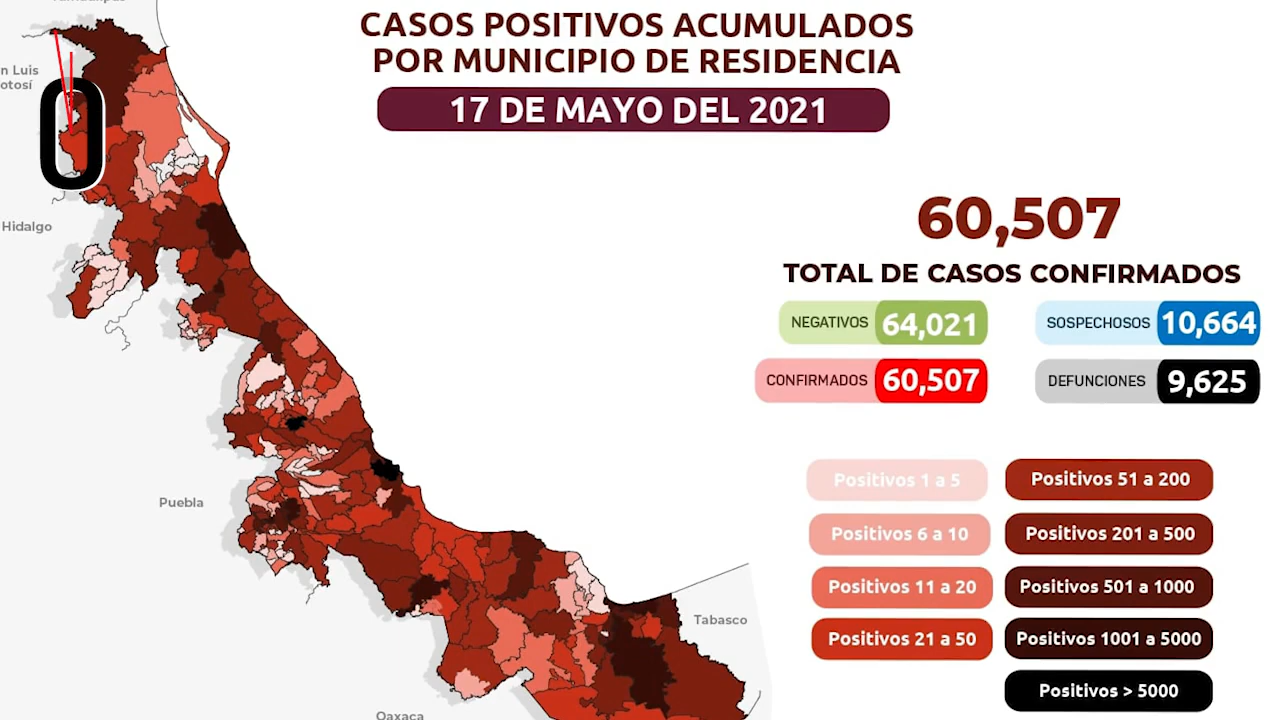 CASOS POSITIVOS ACUMULADOS
POR MUNICIPIO DE RESIDENCIA
17 DE MAYO DEL 2021
n Luis
otosí
0
Hidalgo
Puebla
Oaxaca
Tabasco
60,507
TOTAL DE CASOS CONFIRMADOS
NEGATIVOS 64,021
SOSPECHOSOS 10,664
CONFIRMADOS 60,507
DEFUNCIONES 9,625
Positivos 1 a 5
Positivos 51 a 200
Positivos 6 a 10
Positivos 201 a 500
Positivos 11 a 20
Positivos 501 a 1000
Positivos 21 a 50
Positivos 1001 a 5000
Positivos > 5000